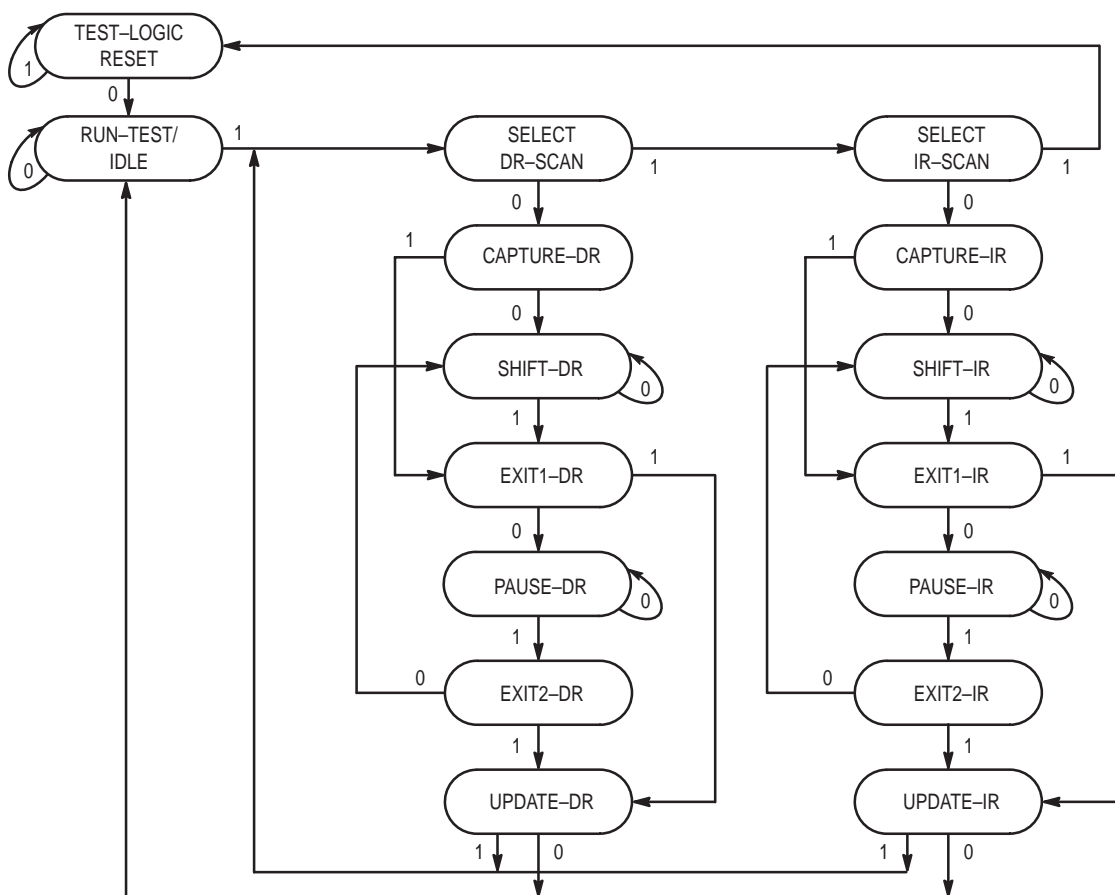 TEST–LOGIC
RESET
1
0
RUN–TEST/
IDLE
0
1
SELECT
DR–SCAN
1
0
SELECT
IR–SCAN
1
0
1
CAPTURE–DR
0
1
CAPTURE–IR
0
SHIFT–DR
0
1
SHIFT–IR
0
1
EXIT1–DR
1
0
EXIT1–IR
1
0
PAUSE–DR
0
1
PAUSE–IR
0
1
0
EXIT2–DR
1
0
EXIT2–IR
1
UPDATE–DR
1
0
UPDATE–IR
1
0